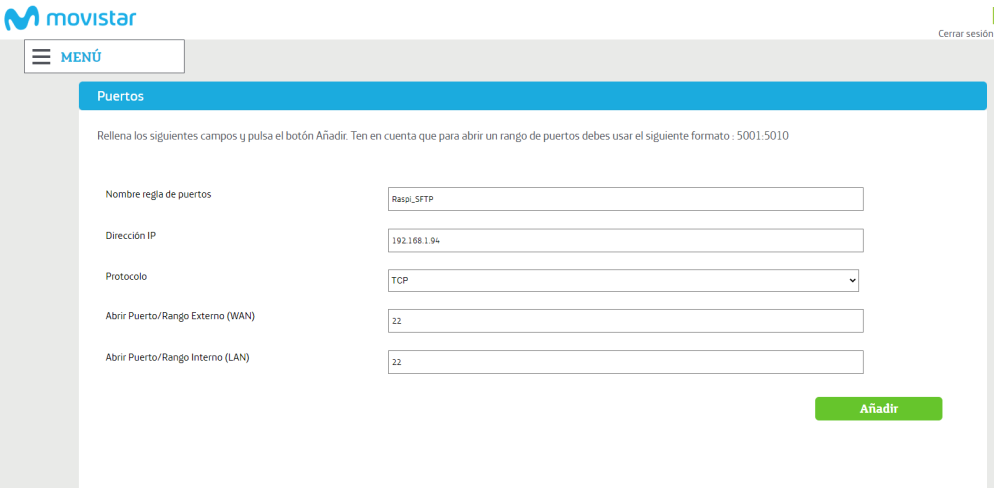 movistar
Cerrar sesión
MENÚ
Puertos
Rellena los siguientes campos y pulsa el botón Añadir. Ten en cuenta que para abrir un rango de puertos debes usar el siguiente formato : 5001:5010
Nombre regla de puertos
Raspi_SFTP
Dirección IP
192.168.1.94
Protocolo
TCP
Abrir Puerto/Rango Externo (WAN)
22
Abrir Puerto/Rango Interno (LAN)
22
Añadir